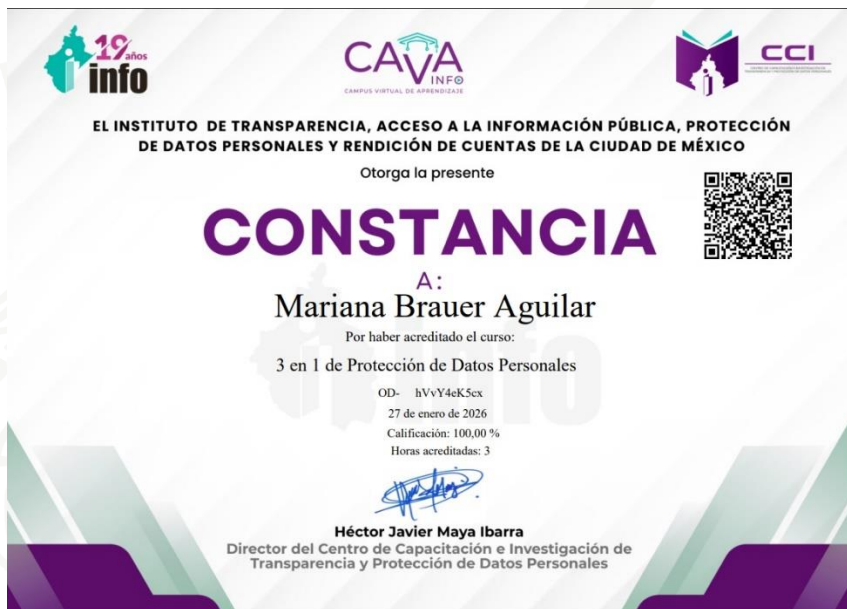 19 años
info
CAVA
INFO
CAMPUS VIRTUAL DE APRENDIZAJE
CCI
EL INSTITUTO DE TRANSPARENCIA, ACCESO A LA INFORMACIÓN PÚBLICA, PROTECCIÓN
DE DATOS PERSONALES Y RENDICIÓN DE CUENTAS DE LA CIUDAD DE MÉXICO
Otorga la presente
CONSTANCIA
A:
Mariana Brauer Aguilar
Por haber acreditado el curso:
3 en 1 de Protección de Datos Personales
OD- hVvY4eK5cx
27 de enero de 2026
Calificación: 100,00 %
Horas acreditadas: 3
Héctor Javier Maya Ibarra
Director del Centro de Capacitación e Investigación de
Transparencia y Protección de Datos Personales